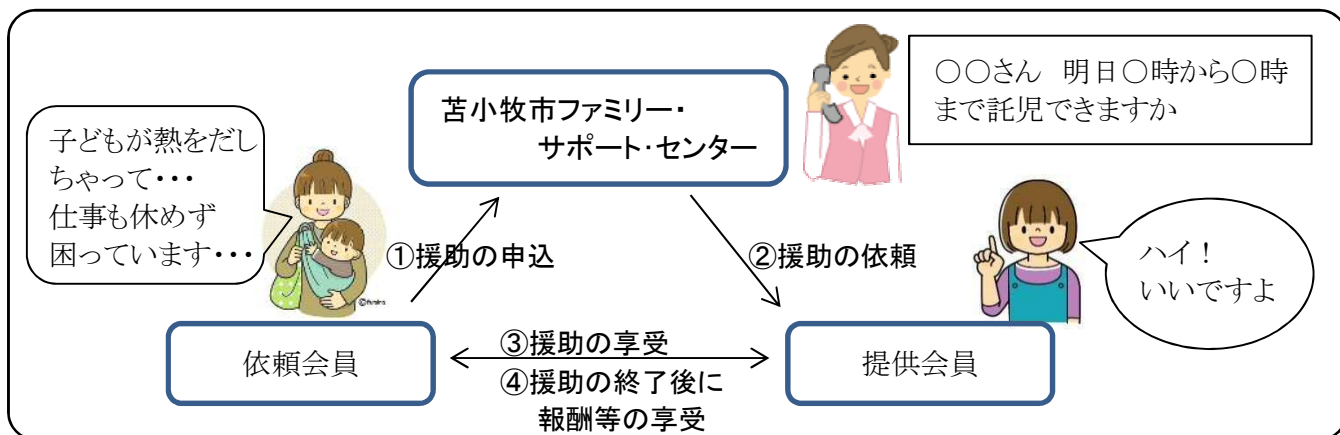 〇〇さん 明日〇時から〇時
まで託児できますか
苫小牧市ファミリー・
サポート・センター
子どもが熱をだし
ちゃって・・・
仕事も休めず
困っています・・・
①援助の申込
②援助の依頼
ハイ！
いいですよ
依頼会員
③援助の享受
④援助の終了後に
報酬等の享受
提供会員